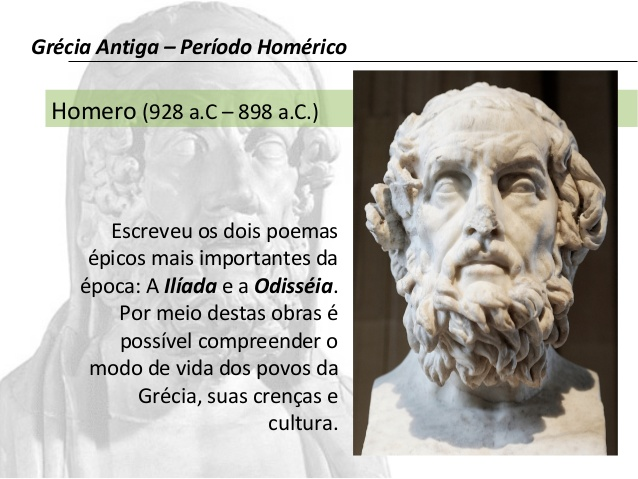 Grécia Antiga – Período Homérico
Homero (928 a.C – 898 a.C.)
Escreveu os dois poemas
épicos mais importantes da
época: A Ilíada e a Odisséia.
Por meio destas obras é
possível compreender o
modo de vida dos povos da
Grécia, suas crenças e
cultura.